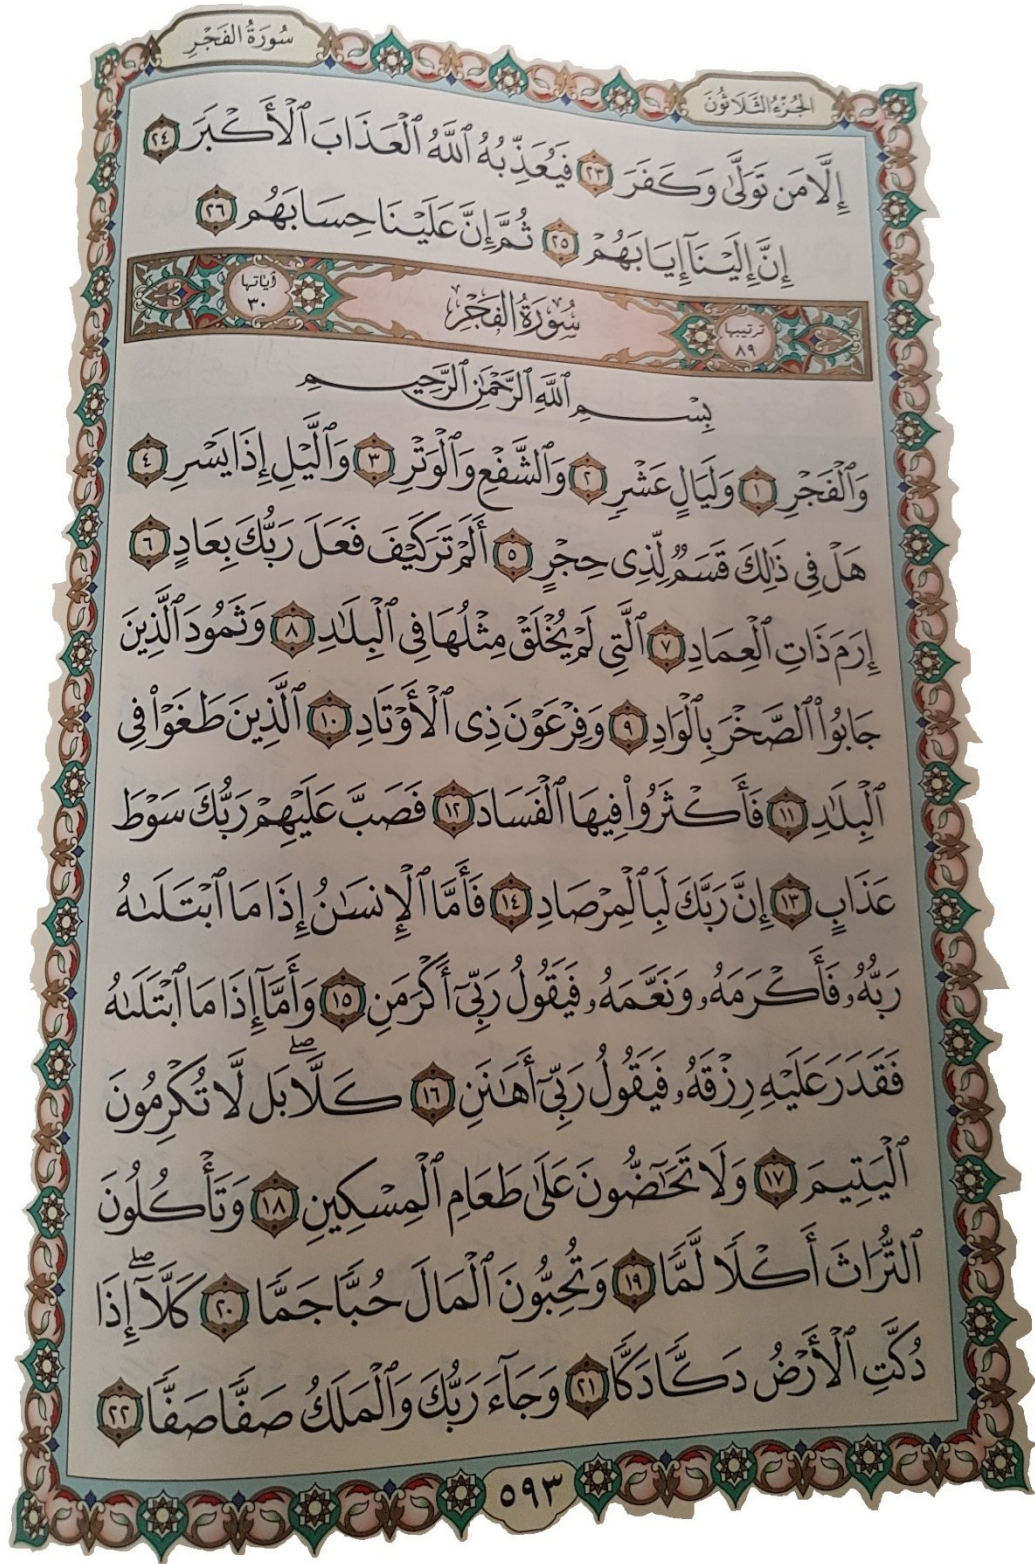 سُورَةُ الفَجْرِ
الجُزْءُ الثَّلَاثُونَ
إِلَّا مَن تَوَلَّىٰ وَكَفَرَ ٢٣ فَيُعَذِّبُهُ ٱللَّهُ ٱلْعَذَابَ ٱلْأَكْبَرَ ٢٤
إِنَّ إِلَيْنَآ إِيَابَهُمْ ٢٥ ثُمَّ إِنَّ عَلَيْنَا حِسَابَهُم ٢٦
ترتيبها ٨٩ سُورَةُ الفَجْرِ آياتها ٣٠
بِسْمِ ٱللَّهِ ٱلرَّحْمَٰنِ ٱلرَّحِيمِ
وَٱلْفَجْرِ ١ وَلَيَالٍ عَشْرٍ ٢ وَٱلشَّفْعِ وَٱلْوَتْرِ ٣ وَٱلَّيْلِ إِذَا يَسْرِ ٤
هَلْ فِى ذَٰلِكَ قَسَمٌ لِّذِى حِجْرٍ ٥ أَلَمْ تَرَ كَيْفَ فَعَلَ رَبُّكَ بِعَادٍ ٦
إِرَمَ ذَاتِ ٱلْعِمَادِ ٧ ٱلَّتِى لَمْ يُخْلَقْ مِثْلُهَا فِى ٱلْبِلَٰدِ ٨ وَثَمُودَ ٱلَّذِينَ
جَابُوا۟ ٱلصَّخْرَ بِٱلْوَادِ ٩ وَفِرْعَوْنَ ذِى ٱلْأَوْتَادِ ١٠ ٱلَّذِينَ طَغَوْا۟ فِى
ٱلْبِلَٰدِ ١١ فَأَكْثَرُوا۟ فِيهَا ٱلْفَسَادَ ١٢ فَصَبَّ عَلَيْهِمْ رَبُّكَ سَوْطَ
عَذَابٍ ١٣ إِنَّ رَبَّكَ لَبِٱلْمِرْصَادِ ١٤ فَأَمَّا ٱلْإِنسَٰنُ إِذَا مَا ٱبْتَلَىٰهُ
رَبُّهُۥ فَأَكْرَمَهُۥ وَنَعَّمَهُۥ فَيَقُولُ رَبِّىٓ أَكْرَمَنِ ١٥ وَأَمَّآ إِذَا مَا ٱبْتَلَىٰهُ
فَقَدَرَ عَلَيْهِ رِزْقَهُۥ فَيَقُولُ رَبِّىٓ أَهَٰنَنِ ١٦ كَلَّا ۖ بَل لَّا تُكْرِمُونَ
ٱلْيَتِيمَ ١٧ وَلَا تَحَٰٓضُّونَ عَلَىٰ طَعَامِ ٱلْمِسْكِينِ ١٨ وَتَأْكُلُونَ
ٱلتُّرَاثَ أَكْلًا لَّمًّا ١٩ وَتُحِبُّونَ ٱلْمَالَ حُبًّا جَمًّا ٢٠ كَلَّآ ۖ إِذَا
دُكَّتِ ٱلْأَرْضُ دَكًّا دَكًّا ٢١ وَجَآءَ رَبُّكَ وَٱلْمَلَكُ صَفًّا صَفًّا ٢٢
٥٩٣